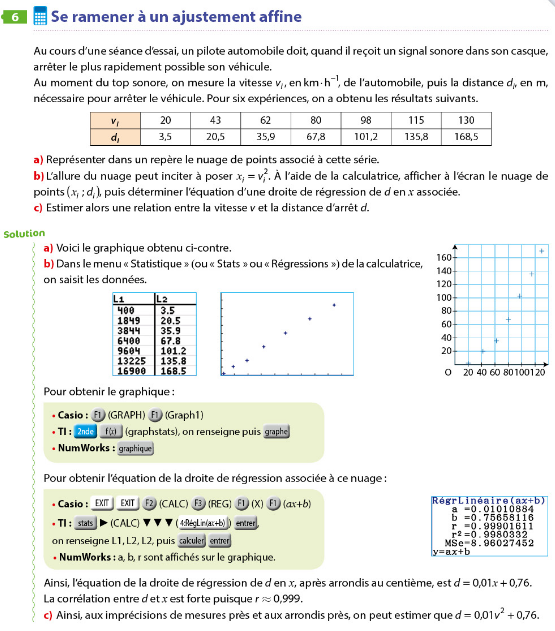 6 Se ramener à un ajustement affine
Au cours d'une séance d'essai, un pilote automobile doit, quand il reçoit un signal sonore dans son casque,
arrêter le plus rapidement possible son véhicule.
Au moment du top sonore, on mesure la vitesse vᵢ, en km·h⁻¹, de l'automobile, puis la distance dᵢ, en m,
nécessaire pour arrêter le véhicule. Pour six expériences, on a obtenu les résultats suivants.
vᵢ 20 43 62 80 98 115 130
dᵢ 3,5 20,5 35,9 67,8 101,2 135,8 168,5
a) Représenter dans un repère le nuage de points associé à cette série.
b) L'allure du nuage peut inciter à poser xᵢ = vᵢ². À l'aide de la calculatrice, afficher à l'écran le nuage de
points (xᵢ ; dᵢ), puis déterminer l'équation d'une droite de régression de d en x associée.
c) Estimer alors une relation entre la vitesse v et la distance d'arrêt d.
Solution
a) Voici le graphique obtenu ci-contre.
b) Dans le menu « Statistique » (ou « Stats » ou « Régressions ») de la calculatrice,
on saisit les données.
L1 L2
400 3.5
1849 20.5
3844 35.9
6400 67.8
9604 101.2
13225 135.8
16900 168.5
160
140
120
100
80
60
40
20
O 20 40 60 80 100 120
Pour obtenir le graphique :
• Casio : F1 (GRAPH) F1 (Graph1)
• TI : 2nde f(x) (graphstats), on renseigne puis graphe
• NumWorks : graphique
Pour obtenir l'équation de la droite de régression associée à ce nuage :
• Casio : EXIT EXIT F2 (CALC) F3 (REG) F1 (X) F1 (ax+b)
• TI : stats ▶ (CALC) ▼ ▼ ▼ (4:RégLin(ax+b)) entrer,
on renseigne L1, L2, L2, puis calculer entrer
• NumWorks : a, b, r sont affichés sur le graphique.
RégrLinéaire(ax+b)
a =0.01010884
b =0.75658116
r =0.99901611
r²=0.9980332
MSe=8.96027452
y=ax+b
Ainsi, l'équation de la droite de régression de d en x, après arrondis au centième, est d = 0,01x + 0,76.
La corrélation entre d et x est forte puisque r ≈ 0,999.
c) Ainsi, aux imprécisions de mesures près et aux arrondis près, on peut estimer que d = 0,01v² + 0,76.